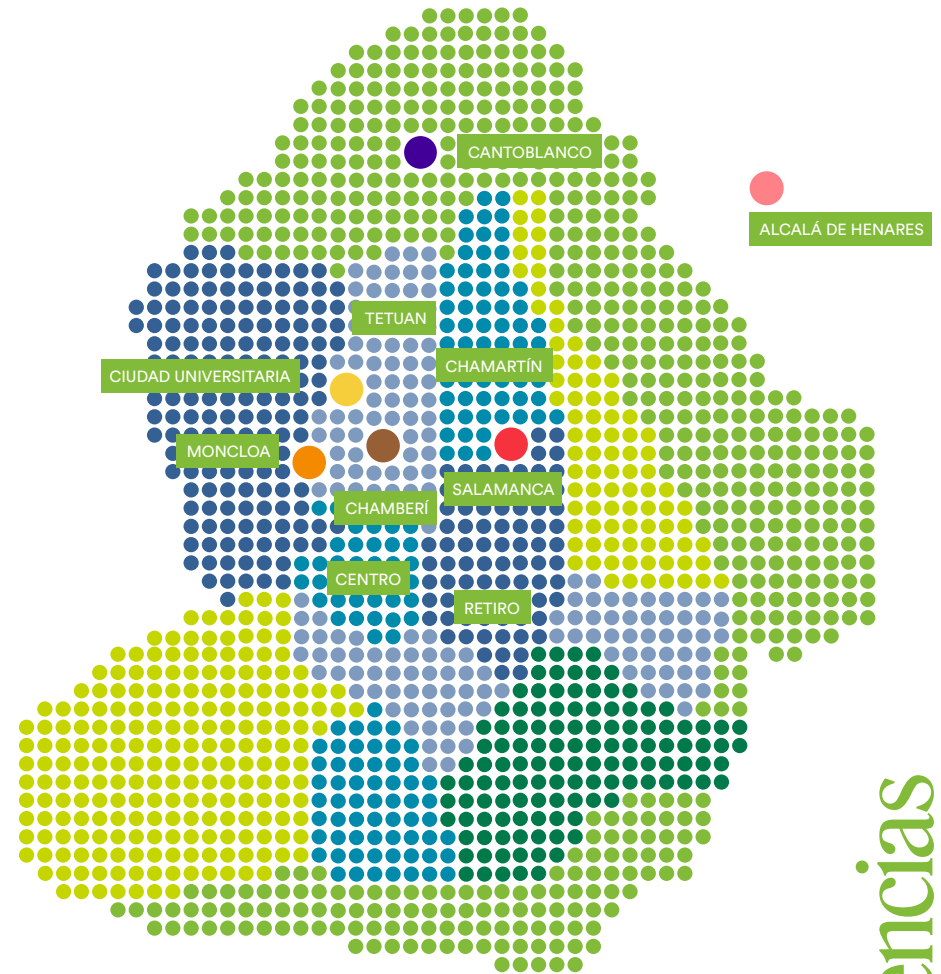 CANTOBLANCO
ALCALÁ DE HENARES
TETUAN
CHAMARTÍN
CIUDAD UNIVERSITARIA
MONCLOA
SALAMANCA
CHAMBERÍ
CENTRO
RETIRO
encias